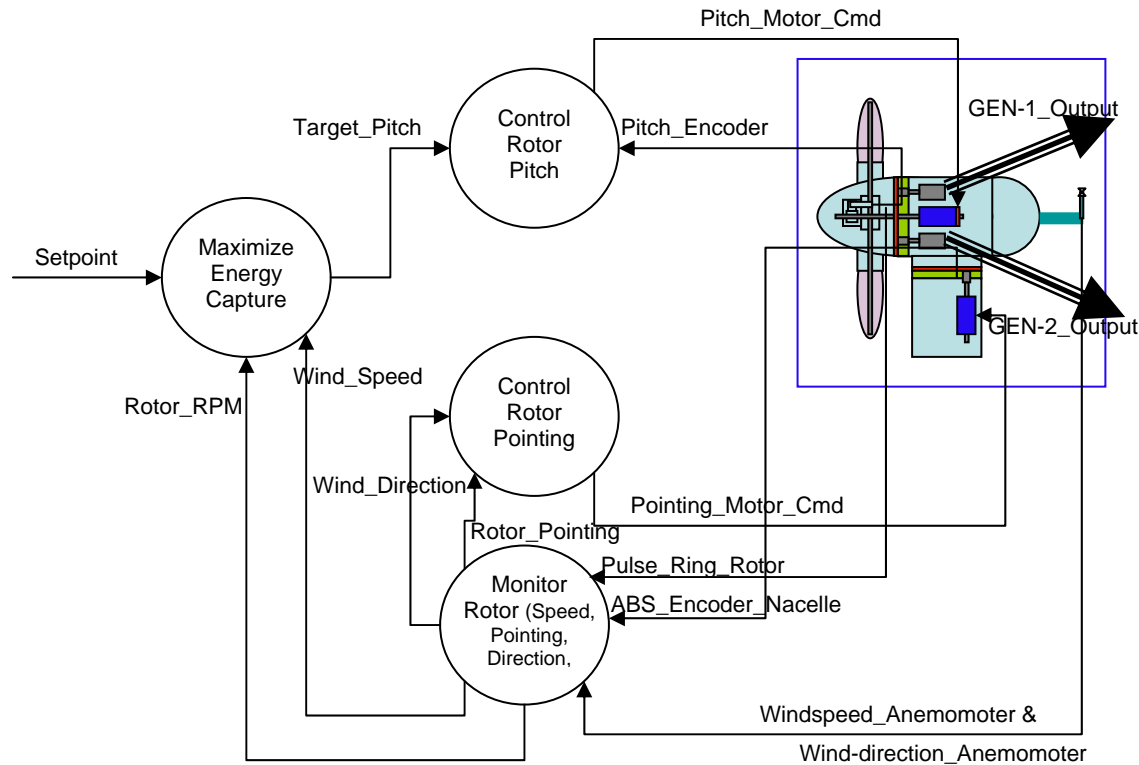 Pitch_Motor_Cmd
GEN-1_Output
Target_Pitch
Control
Rotor
Pitch
Pitch_Encoder
Setpoint
Maximize
Energy
Capture
GEN-2_Output
Wind_Speed
Control
Rotor
Pointing
Rotor_RPM
Wind_Direction
Pointing_Motor_Cmd
Rotor_Pointing
Pulse_Ring_Rotor
Monitor
Rotor (Speed,
Pointing,
Direction,
ABS_Encoder_Nacelle
Windspeed_Anemomoter &
Wind-direction_Anemomoter